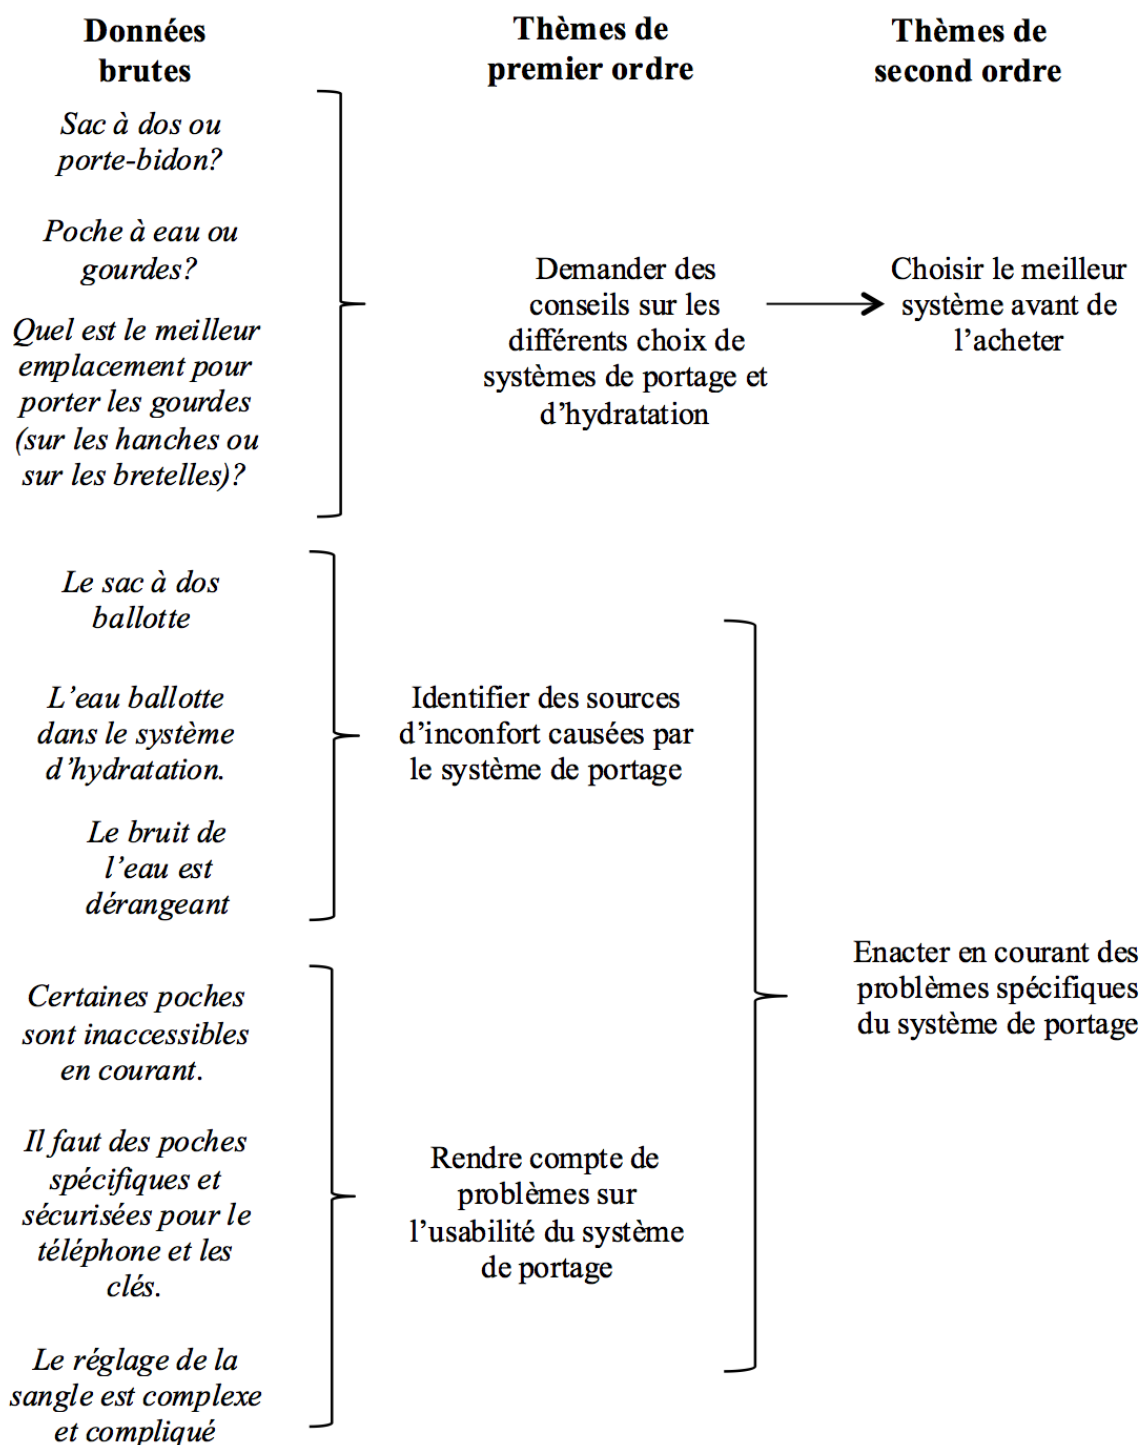 Données
brutes
Thèmes de
premier ordre
Thèmes de
second ordre
Sac à dos ou
porte-bidon?
Poche à eau ou
gourdes?
Quel est le meilleur
emplacement pour
porter les gourdes
(sur les hanches ou
sur les bretelles)?
Demander des
conseils sur les
différents choix de
systèmes de portage et
d’hydratation
Choisir le meilleur
système avant de
l’acheter
Le sac à dos
ballotte
L’eau ballotte
dans le système
d’hydratation.
Le bruit de
l’eau est
dérangeant
Identifier des sources
d’inconfort causées par
le système de portage
Certaines poches
sont inaccessibles
en courant.
Il faut des poches
spécifiques et
sécurisées pour le
téléphone et les
clés.
Le réglage de la
sangle est complexe
et compliqué
Rendre compte de
problèmes sur
l’usabilité du système
de portage
Enacter en courant des
problèmes spécifiques
du système de portage